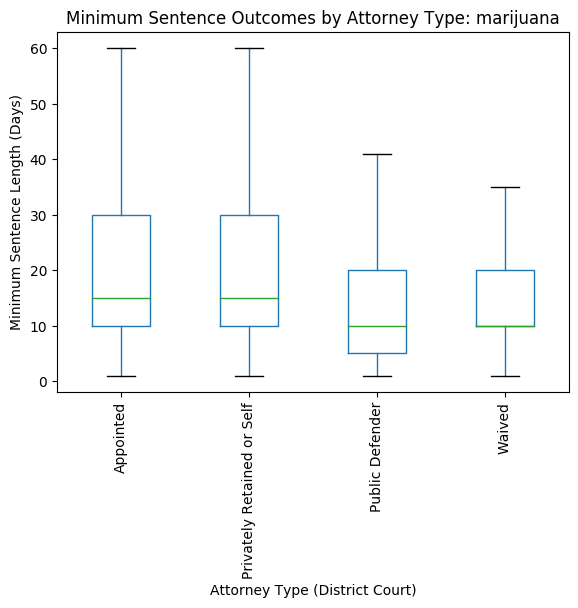 Minimum Sentence Outcomes by Attorney Type: marijuana
Minimum Sentence Length (Days)
60
50
40
30
20
10
0
Appointed
Privately Retained or Self
Public Defender
Waived
Attorney Type (District Court)